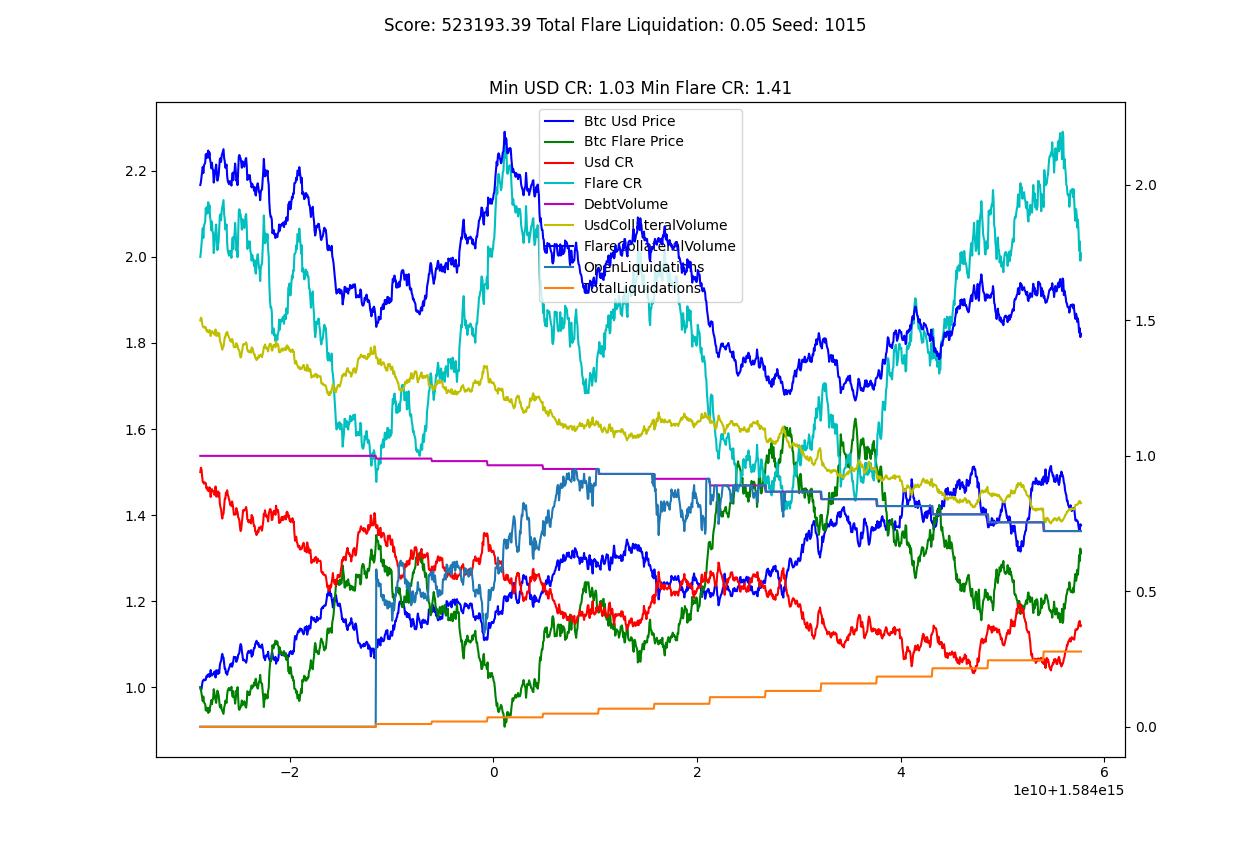 Score: 523193.39 Total Flare Liquidation: 0.05 Seed: 1015
Min USD CR: 1.03 Min Flare CR: 1.41
Btc Usd Price
Btc Flare Price
Usd CR
Flare CR
DebtVolume
UsdCollateralVolume
FlareCollateralVolume
OpenLiquidations
TotalLiquidations
2.2
2.0
1.8
1.6
1.4
1.2
1.0
2.0
1.5
1.0
0.5
0.0
−2
0
2
4
6
1e10+1.584e15